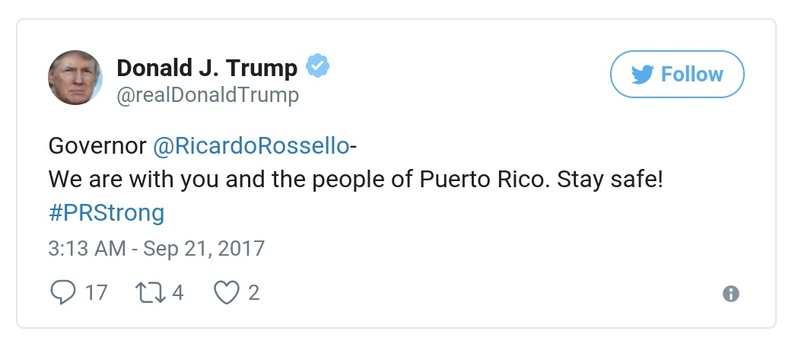 Donald J. Trump
@realDonaldTrump
Follow
Governor @RicardoRossello-
We are with you and the people of Puerto Rico. Stay safe!
#PRStrong
3:13 AM - Sep 21, 2017
17 4 2